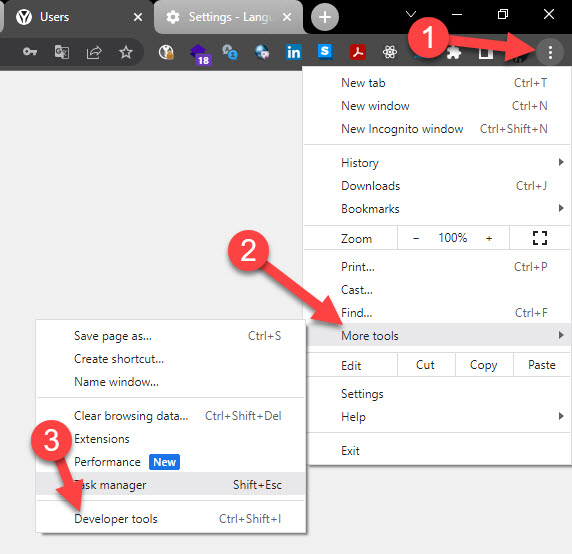 Users
Settings - Langu
18
in
S
1
New tab Ctrl+T
New window Ctrl+N
New Incognito window Ctrl+Shift+N
History
Downloads Ctrl+J
Bookmarks
Zoom − 100% +
2
Print... Ctrl+P
Cast...
Find... Ctrl+F
More tools
Edit Cut Copy Paste
Settings
Help
Exit
Save page as... Ctrl+S
Create shortcut...
Name window...
Clear browsing data... Ctrl+Shift+Del
3
Extensions
Performance New
Task manager Shift+Esc
Developer tools Ctrl+Shift+I